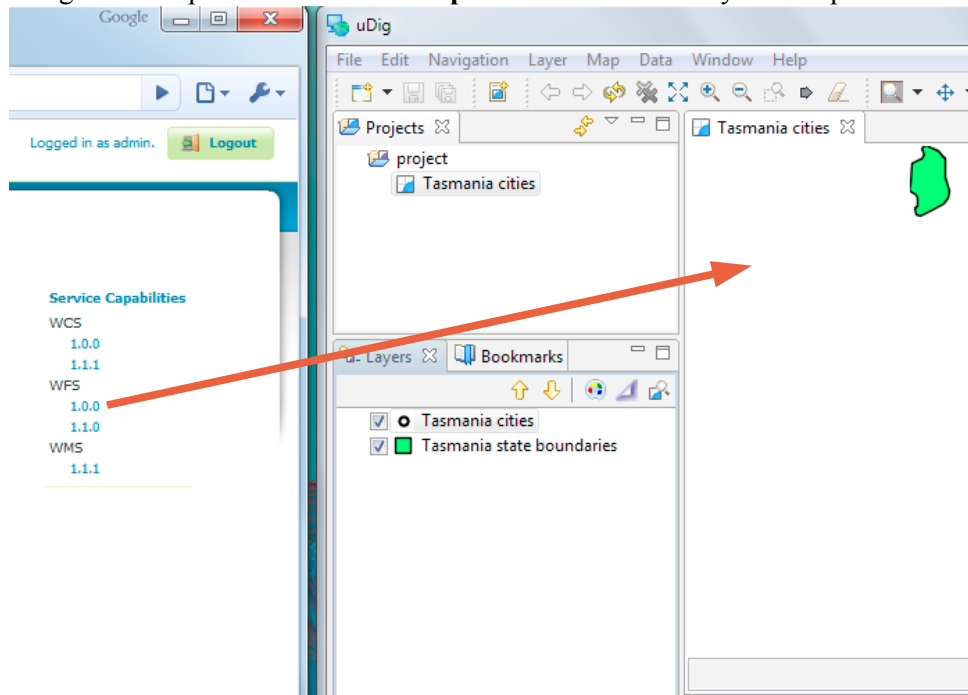 Google
Logged in as admin.
Logout
Service Capabilities
WCS
1.0.0
1.1.1
WFS
1.0.0
1.1.0
WMS
1.1.1
uDig
File Edit Navigation Layer Map Data Window Help
Projects
project
Tasmania cities
Layers Bookmarks
Tasmania cities
Tasmania state boundaries
Tasmania cities